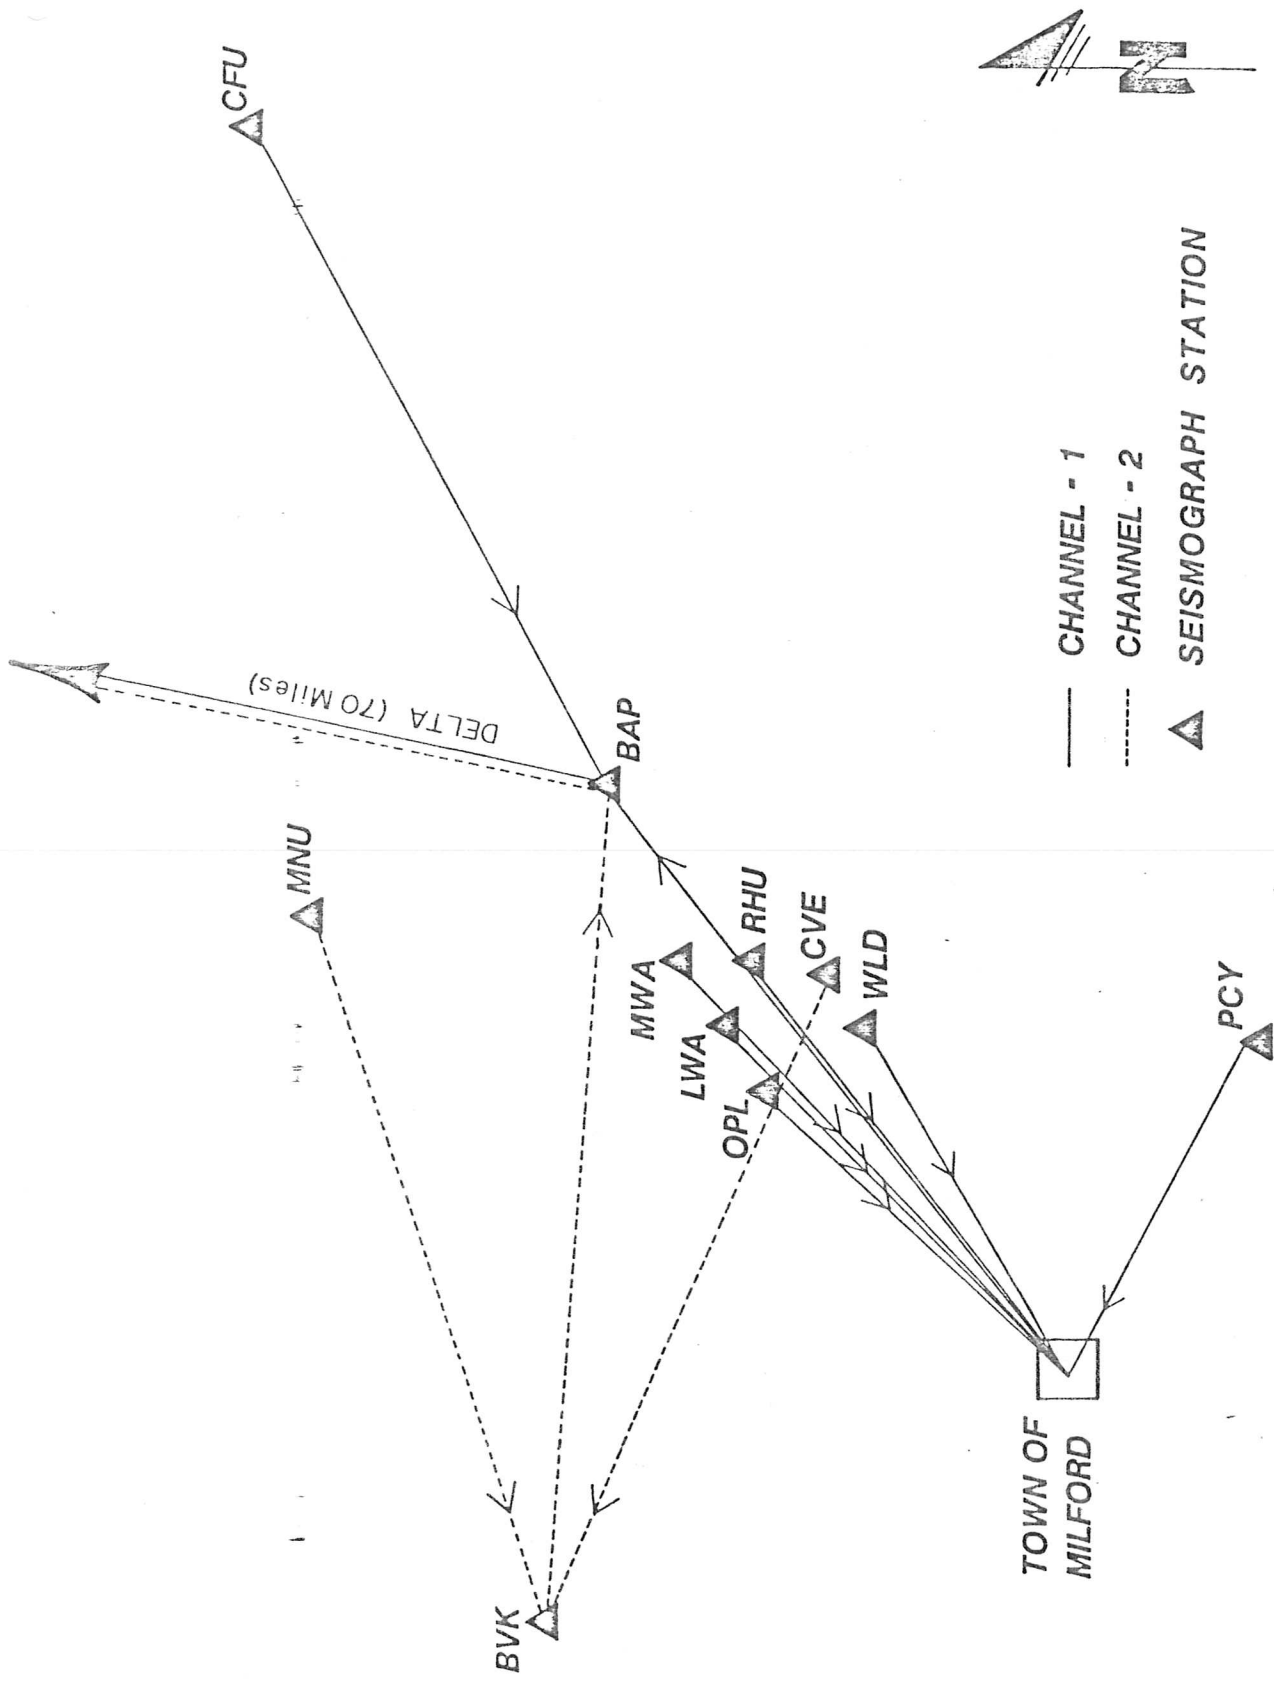 CFU
DELTA (70 Miles)
MNU
BAP
MWA
RHU
LWA
CVE
OPL
WLD
PCY
BVK
TOWN OF
MILFORD
CHANNEL - 1
CHANNEL - 2
SEISMOGRAPH STATION
N